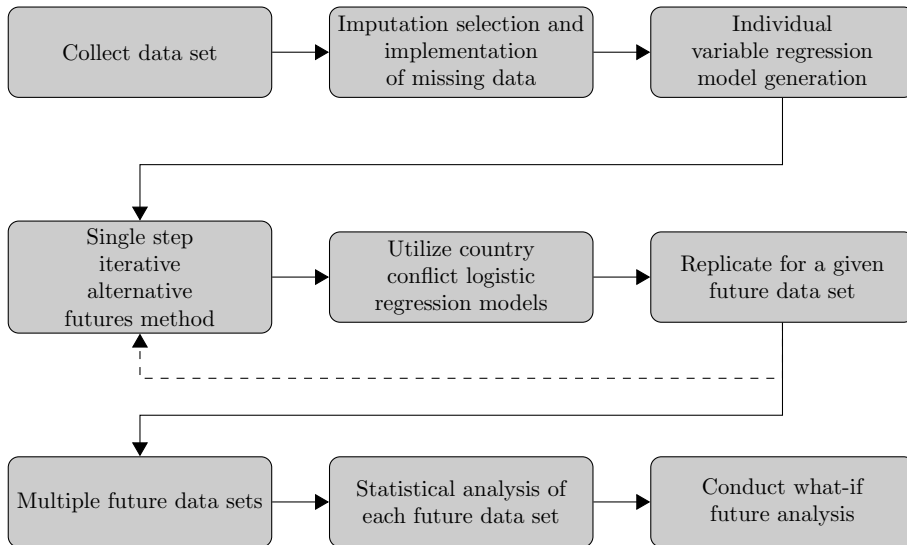 Collect data set
Imputation selection and
implementation
of missing data
Individual
variable regression
model generation
Single step
iterative
alternative
futures method
Utilize country
conflict logistic
regression models
Replicate for a given
future data set
Multiple future data sets
Statistical analysis of
each future data set
Conduct what-if
future analysis